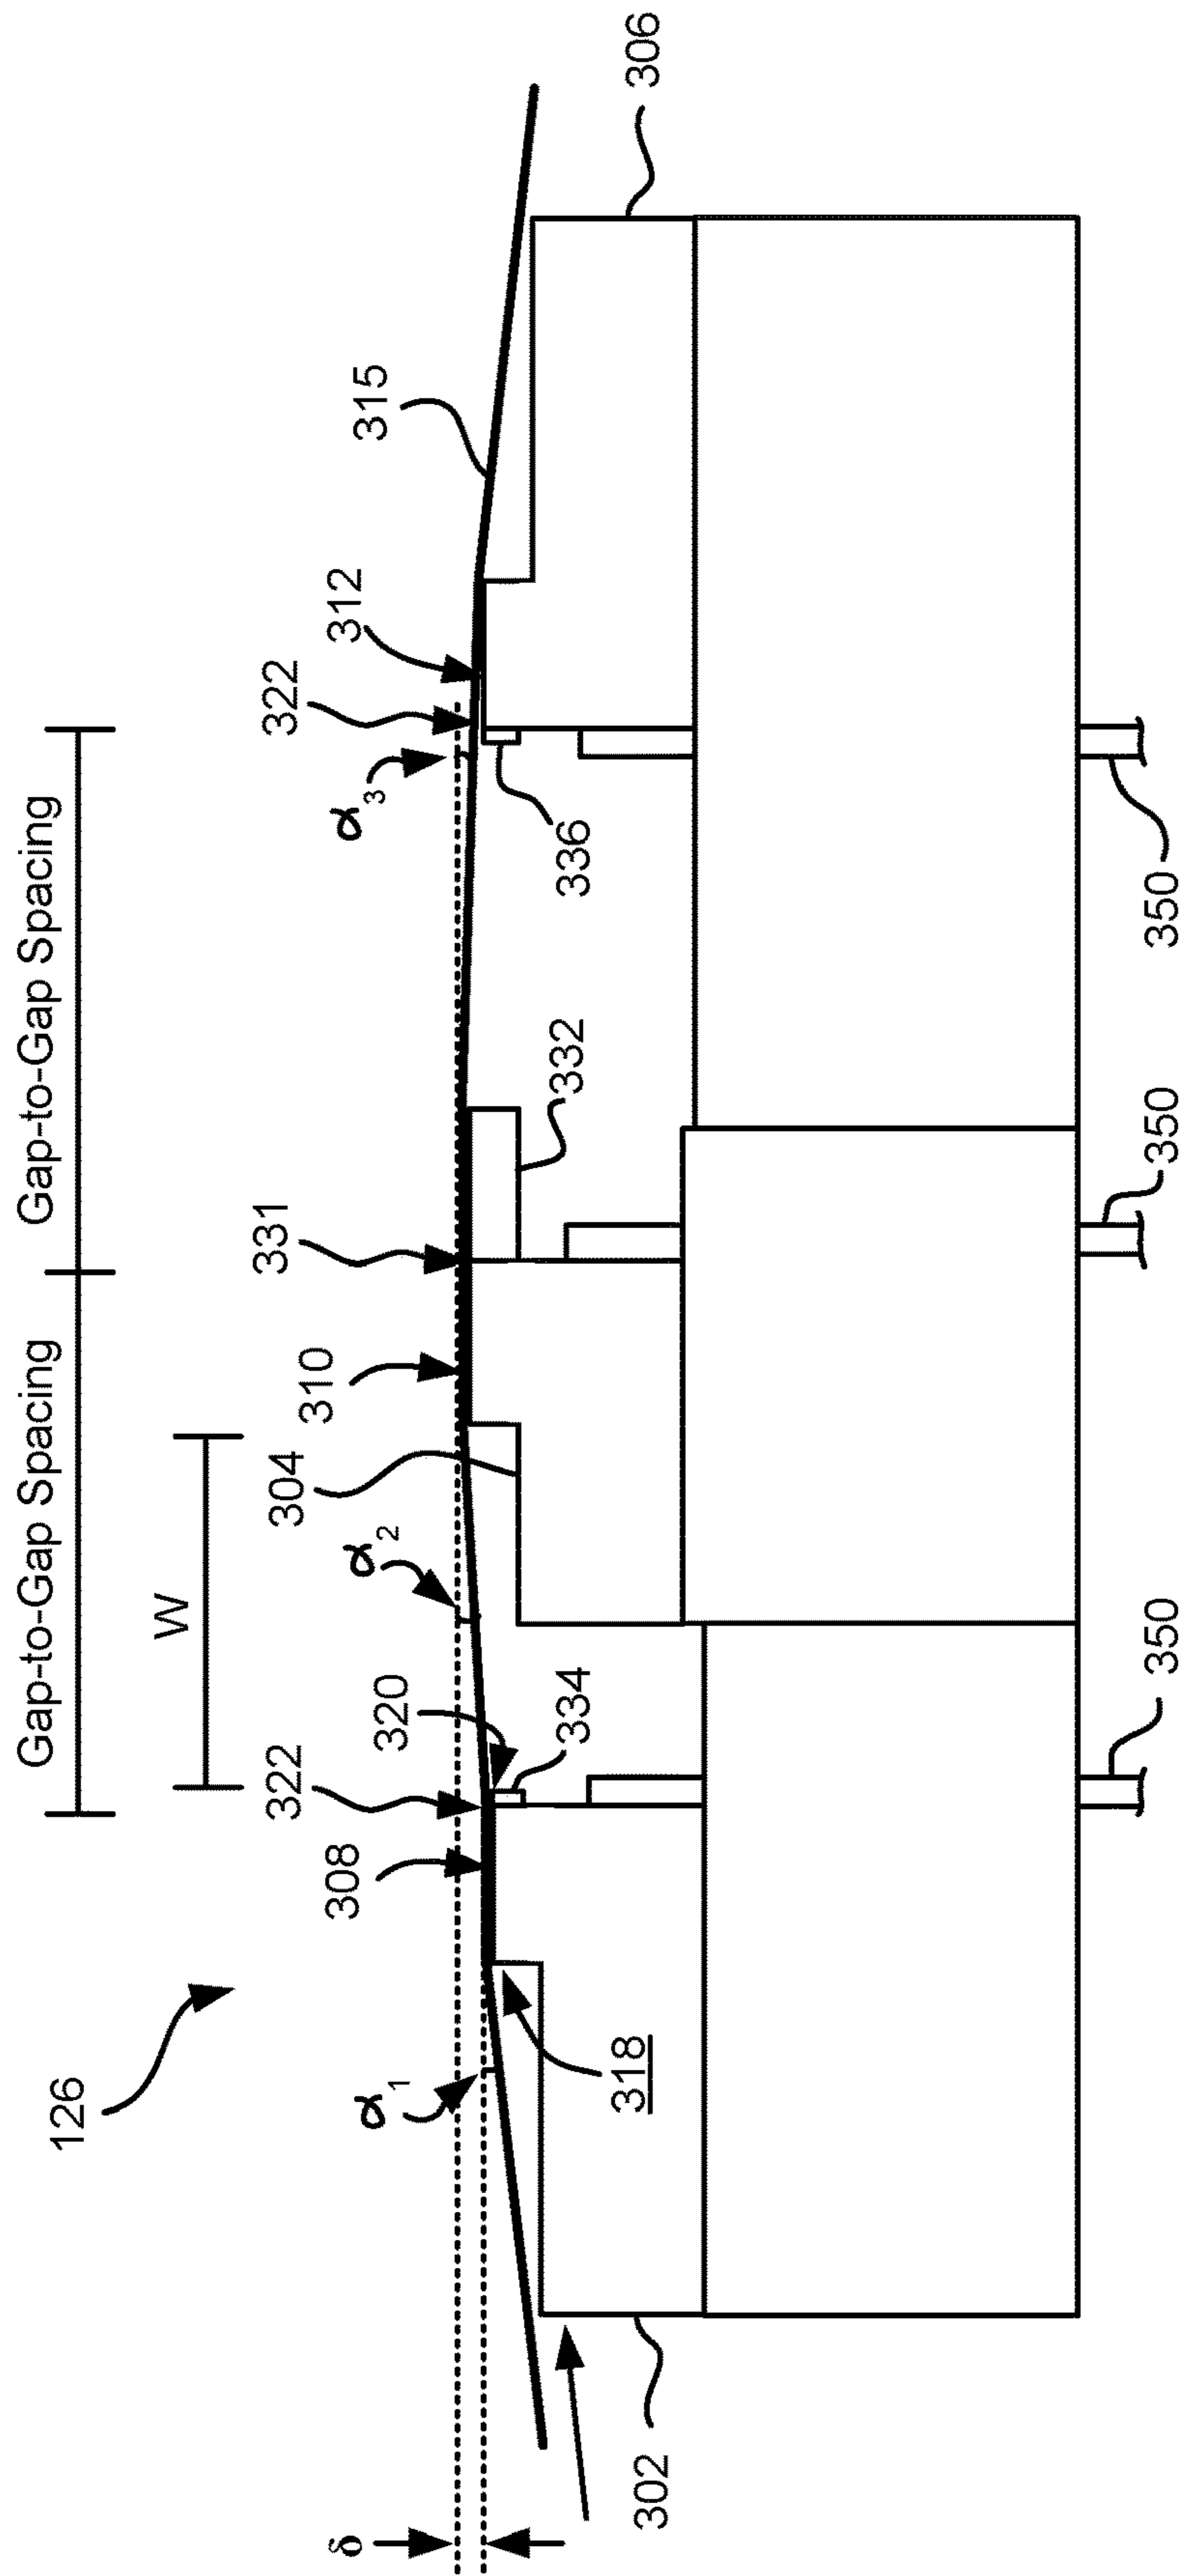 Gap-to-Gap Spacing
Gap-to-Gap Spacing
W
126
δ
α1
308
322
320
334
α2
304
310
331
332
α3
322
312
336
315
306
318
302
350
350
350